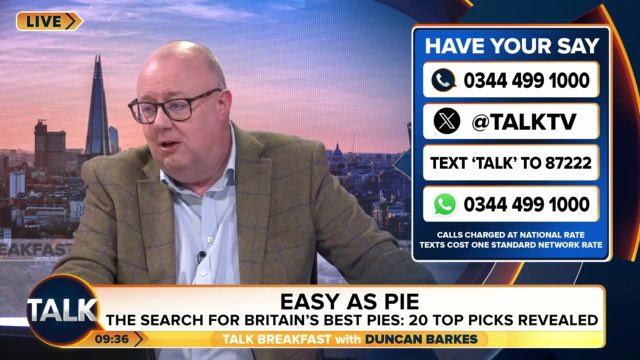 LIVE
HAVE YOUR SAY
0344 499 1000
@TALKTV
TEXT ‘TALK’ TO 87222
0344 499 1000
CALLS CHARGED AT NATIONAL RATE
TEXTS COST ONE STANDARD NETWORK RATE
BREAKFAST
TALK
EASY AS PIE
THE SEARCH FOR BRITAIN’S BEST PIES: 20 TOP PICKS REVEALED
09:36
TALK BREAKFAST with DUNCAN BARKES